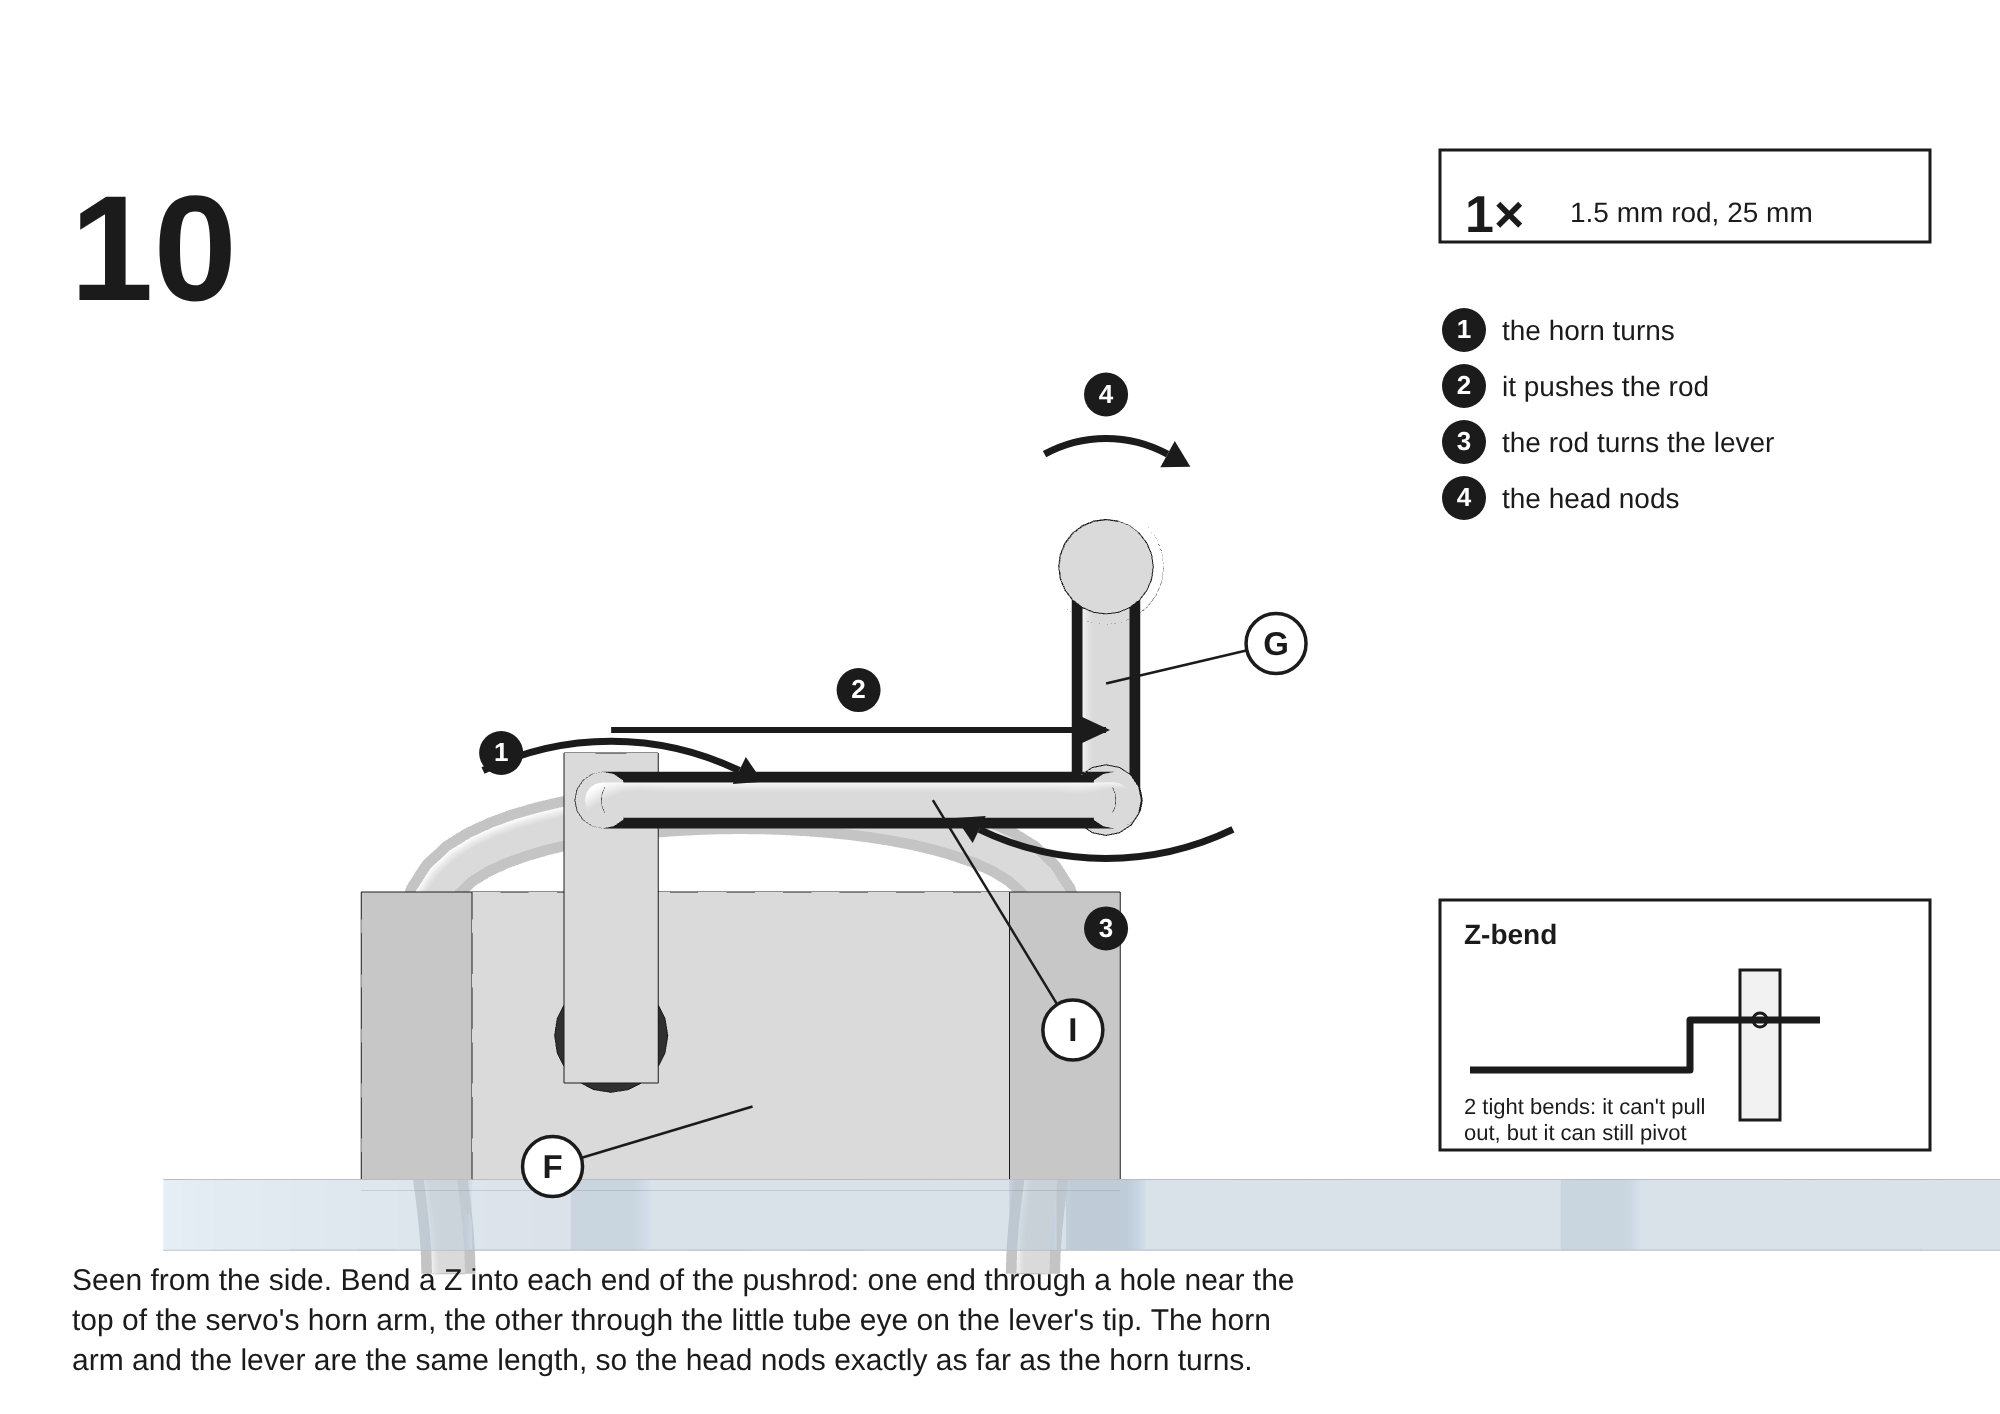 10
1× 1.5 mm rod, 25 mm
1 the horn turns
2 it pushes the rod
3 the rod turns the lever
4 the head nods
4
G
2
1
3
I
F
Z-bend
2 tight bends: it can't pull
out, but it can still pivot
Seen from the side. Bend a Z into each end of the pushrod: one end through a hole near the
top of the servo's horn arm, the other through the little tube eye on the lever's tip. The horn
arm and the lever are the same length, so the head nods exactly as far as the horn turns.